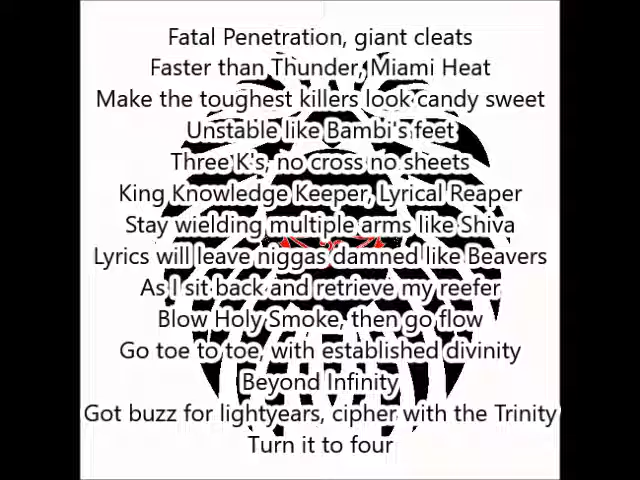 Fatal Penetration, giant cleats
Faster than Thunder, Miami Heat
Make the toughest killers look candy sweet
Unstable like Bambi's feet
Three K's, no cross no sheets
King Knowledge Keeper, Lyrical Reaper
Stay wielding multiple arms like Shiva
Lyrics will leave niggas damned like Beavers
As I sit back and retrieve my reefer
Blow Holy Smoke, then go flow
Go toe to toe, with established divinity
Beyond Infinity
Got buzz for lightyears, cipher with the Trinity
Turn it to four